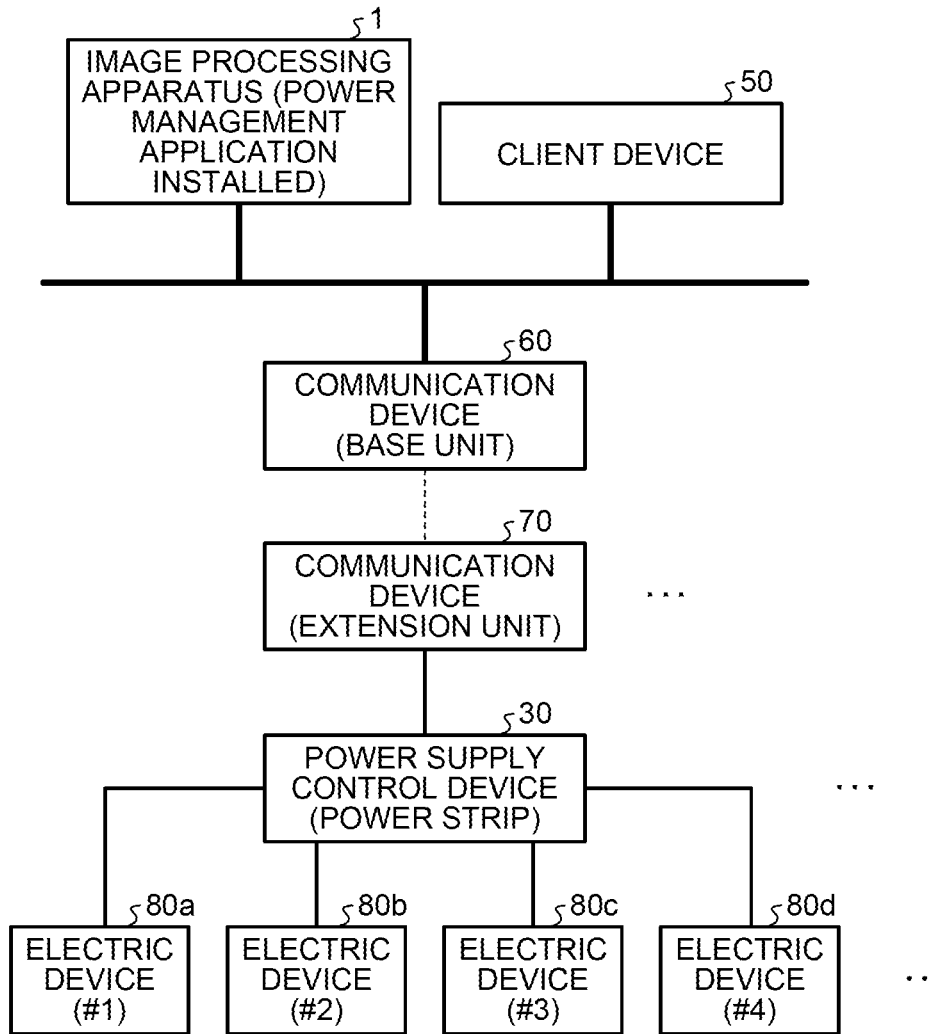 1
IMAGE PROCESSING
APPARATUS (POWER
MANAGEMENT
APPLICATION
INSTALLED)
50
CLIENT DEVICE
60
COMMUNICATION
DEVICE
(BASE UNIT)
70
COMMUNICATION
DEVICE
(EXTENSION UNIT)
...
30
POWER SUPPLY
CONTROL DEVICE
(POWER STRIP)
...
80a
ELECTRIC
DEVICE
(#1)
80b
ELECTRIC
DEVICE
(#2)
80c
ELECTRIC
DEVICE
(#3)
80d
ELECTRIC
DEVICE
(#4)
..